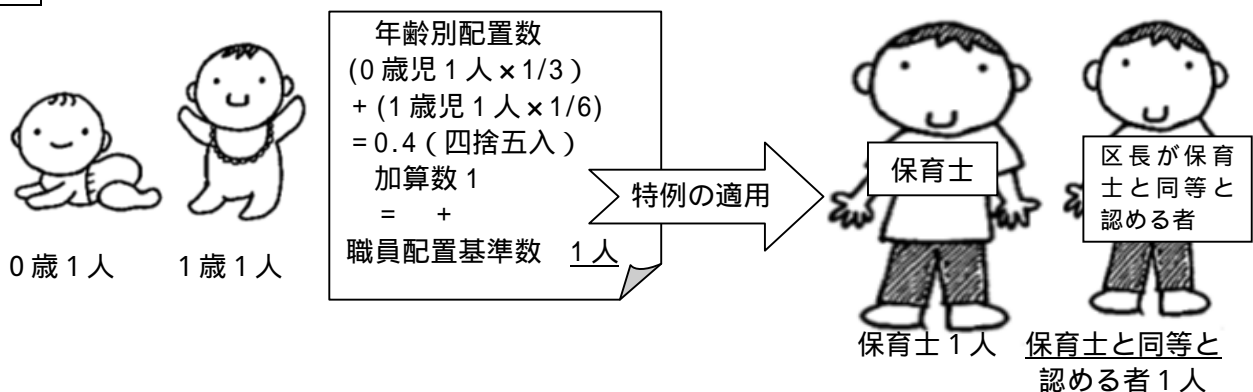 0歳1人
1歳1人
年齢別配置数
(0歳児1人×1/3)
+(1歳児1人×1/6)
=0.4(四捨五入)
加算数1
= +
職員配置基準数 1人
特例の適用
保育士
区長が保育
士と同等と
認める者
保育士1人
保育士と同等と
認める者1人